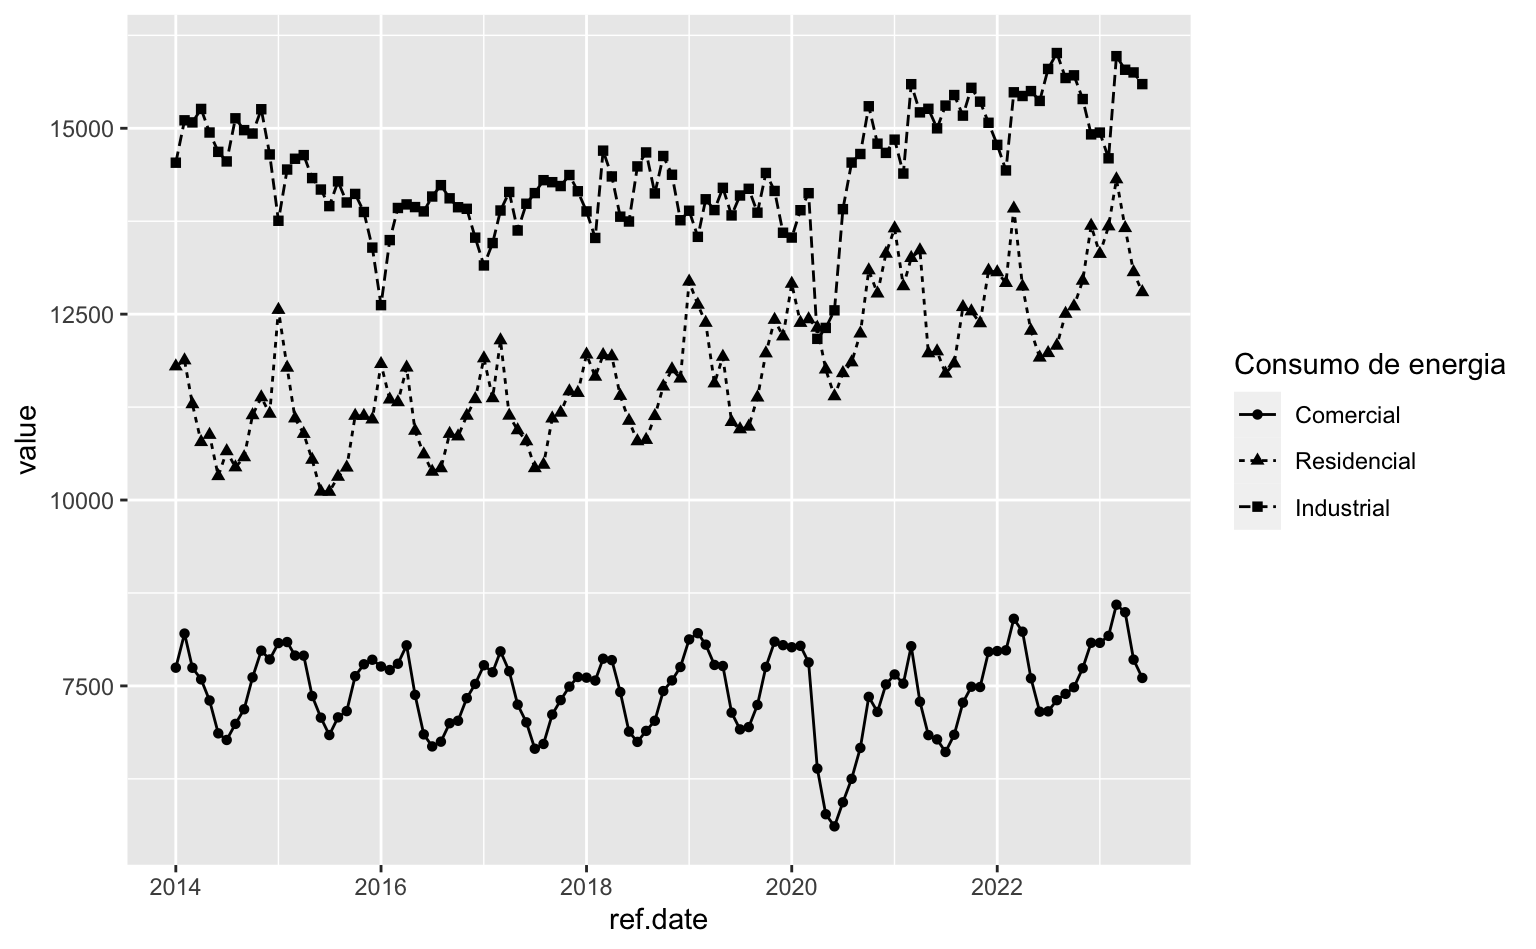 15000
12500
10000
7500
value
2014
2016
2018
2020
2022
ref.date
Consumo de energia
Comercial
Residencial
Industrial